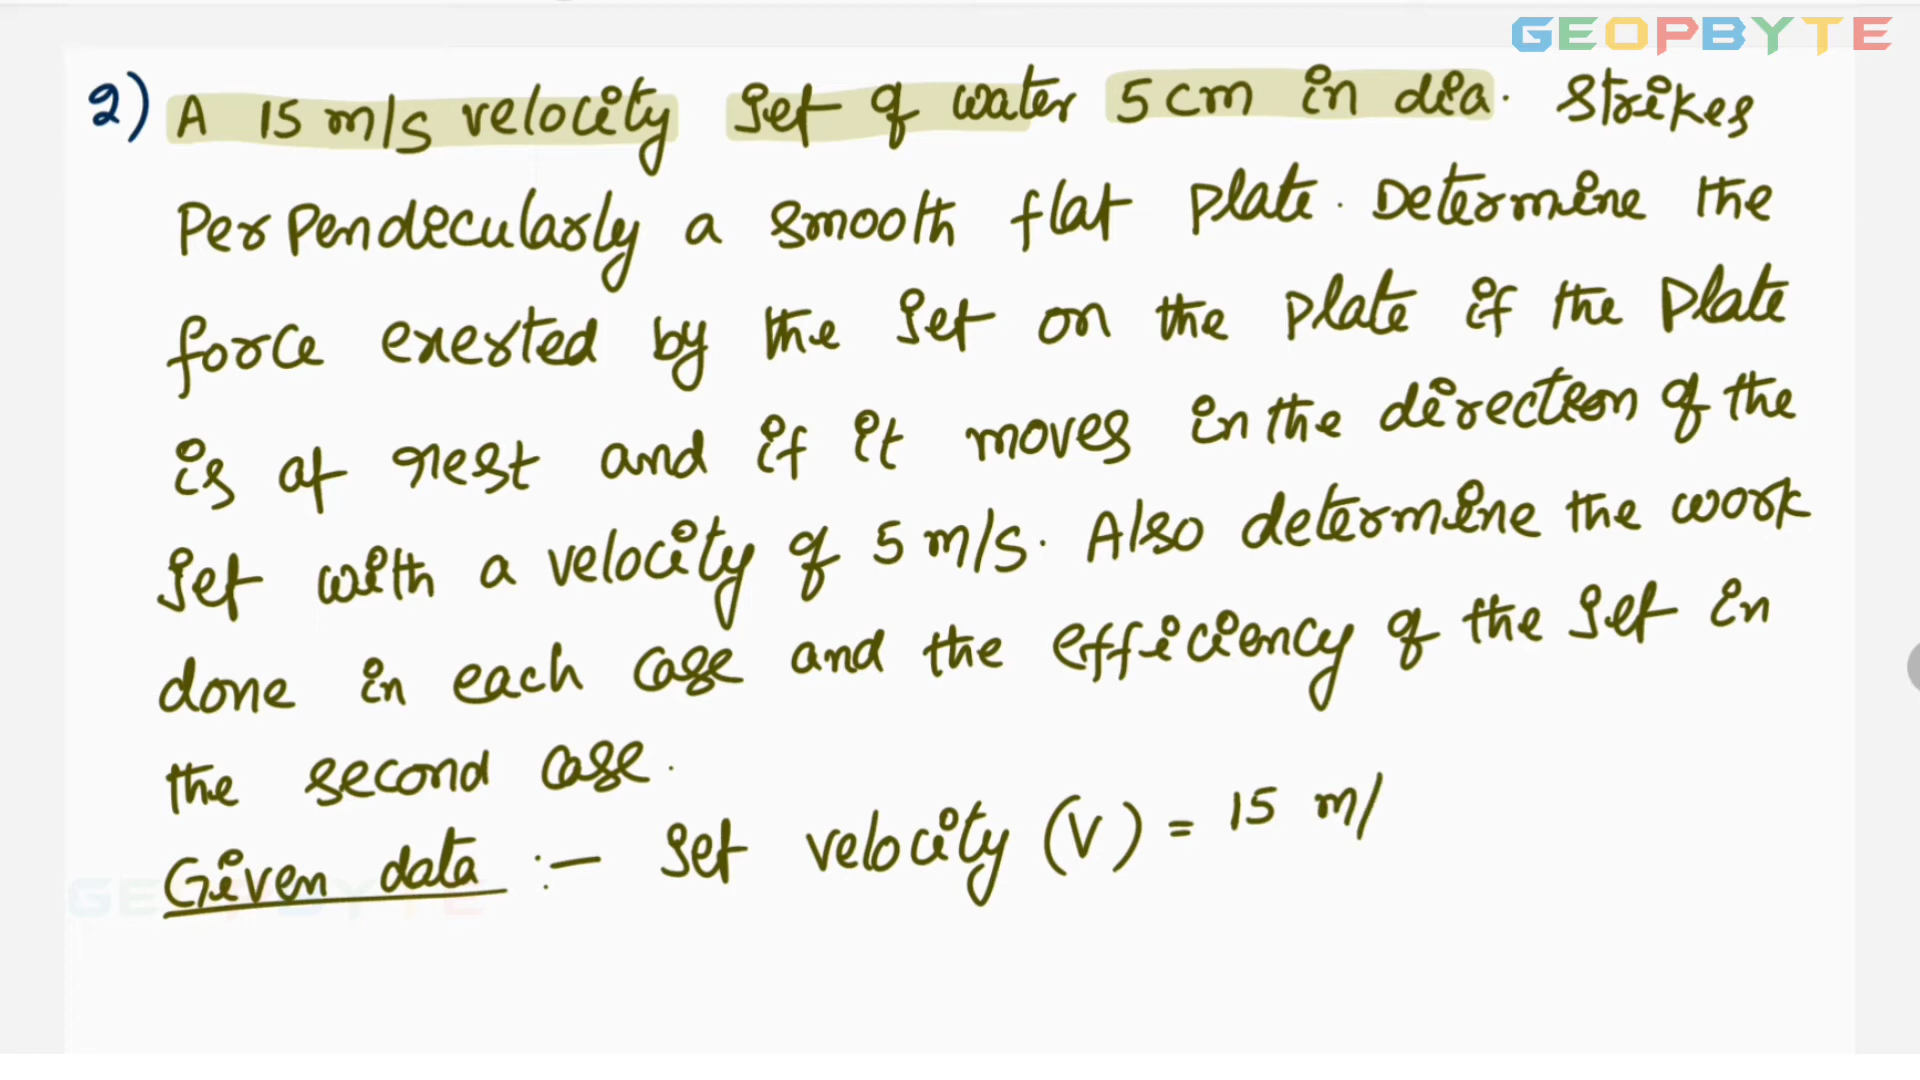 GEOPBYTE
2) A 15 m/s velocity jet of water 5 cm in dia. strikes
Perpendicularly a smooth flat plate. Determine the
force exerted by the jet on the plate if the plate
is at rest and if it moves in the direction of the
jet with a velocity of 5 m/s. Also determine the work
done in each case and the efficiency of the jet in
the second case.
Given data :- Jet velocity (V) = 15 m/
GEOPBYTE